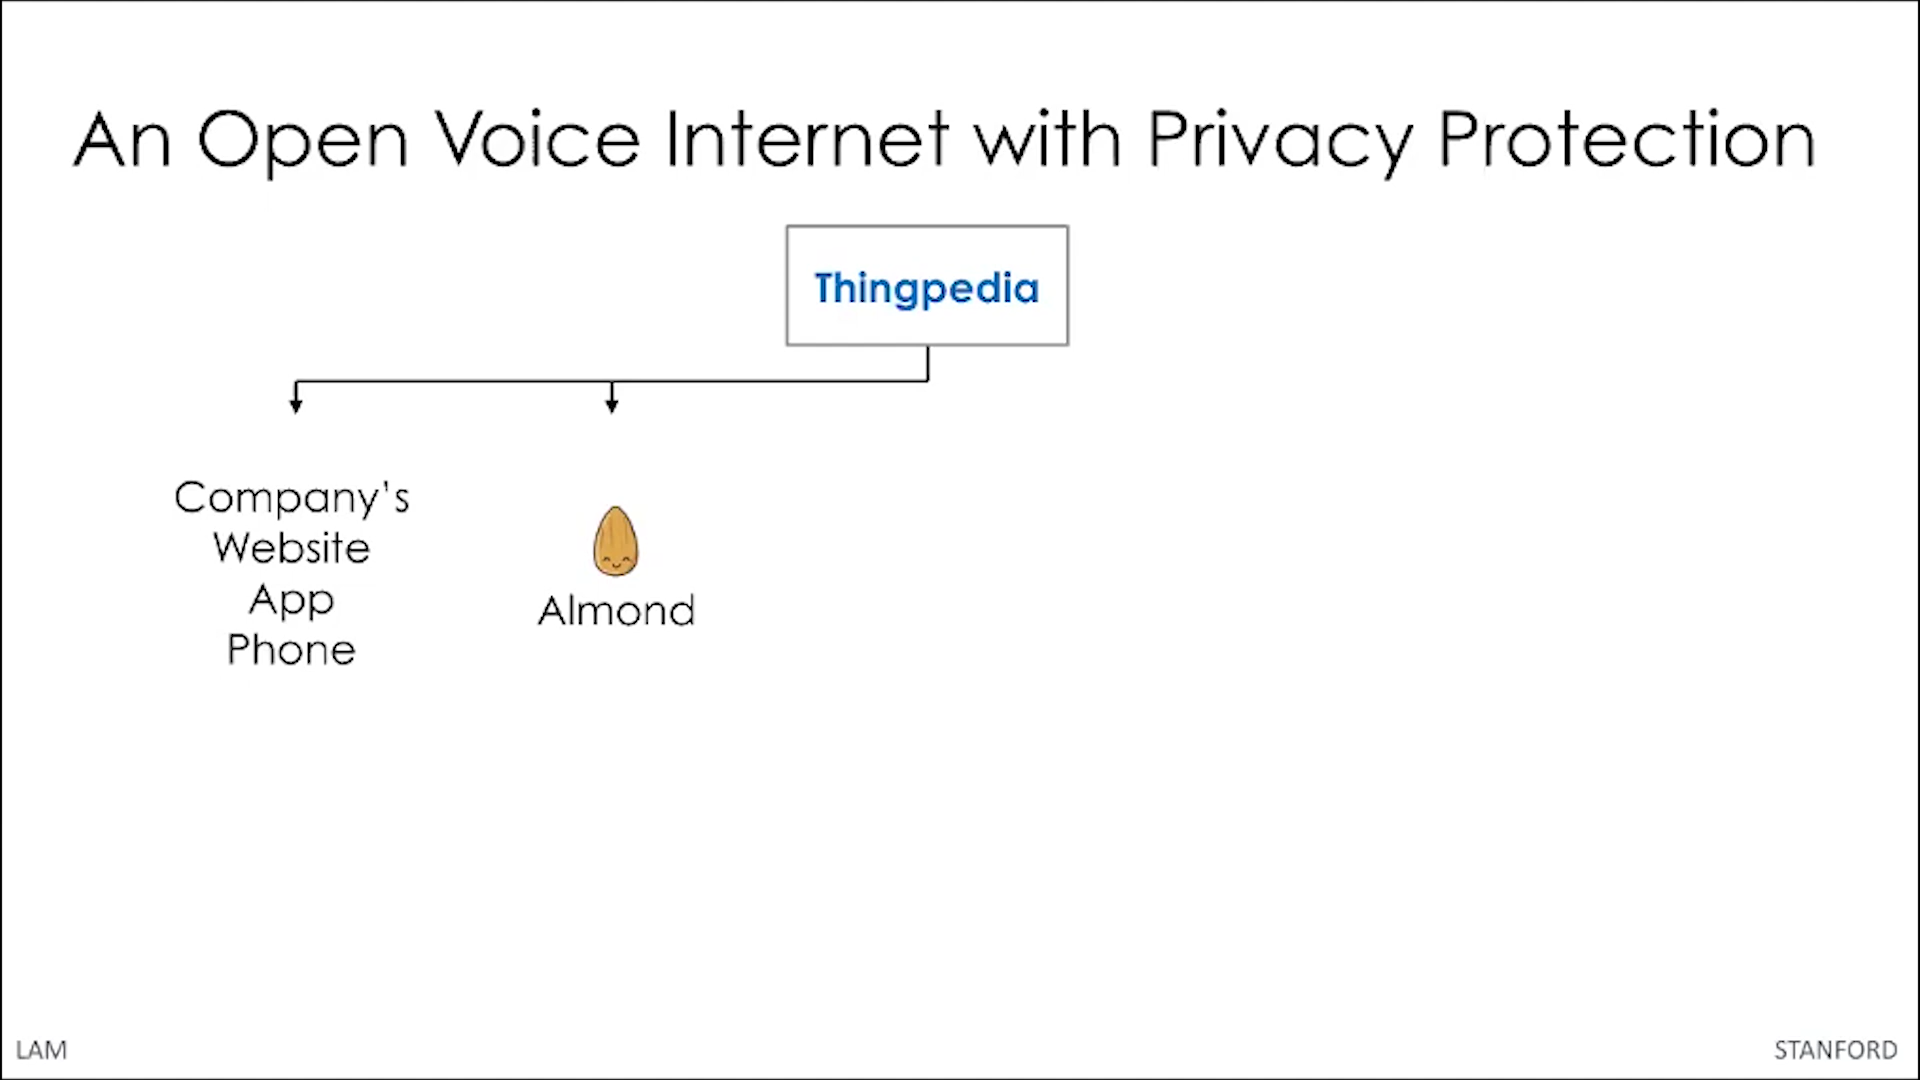 An Open Voice Internet with Privacy Protection
Thingpedia
Company's
Website
App
Phone
Almond
LAM
STANFORD